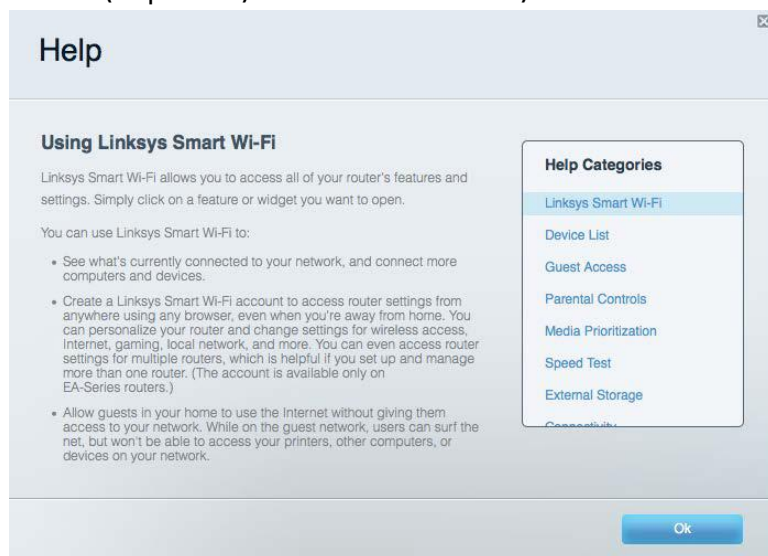 Help
Using Linksys Smart Wi-Fi
Linksys Smart Wi-Fi allows you to access all of your router's features and
settings. Simply click on a feature or widget you want to open.
You can use Linksys Smart Wi-Fi to:
• See what's currently connected to your network, and connect more
computers and devices.
• Create a Linksys Smart Wi-Fi account to access router settings from
anywhere using any browser, even when you're away from home. You
can personalize your router and change settings for wireless access,
Internet, gaming, local network, and more. You can even access router
settings for multiple routers, which is helpful if you set up and manage
more than one router. (The account is available only on
EA-Series routers.)
• Allow guests in your home to use the Internet without giving them
access to your network. While on the guest network, users can surf the
net, but won't be able to access your printers, other computers, or
devices on your network.
Help Categories
Linksys Smart Wi-Fi
Device List
Guest Access
Parental Controls
Media Prioritization
Speed Test
External Storage
Connectivity
Ok